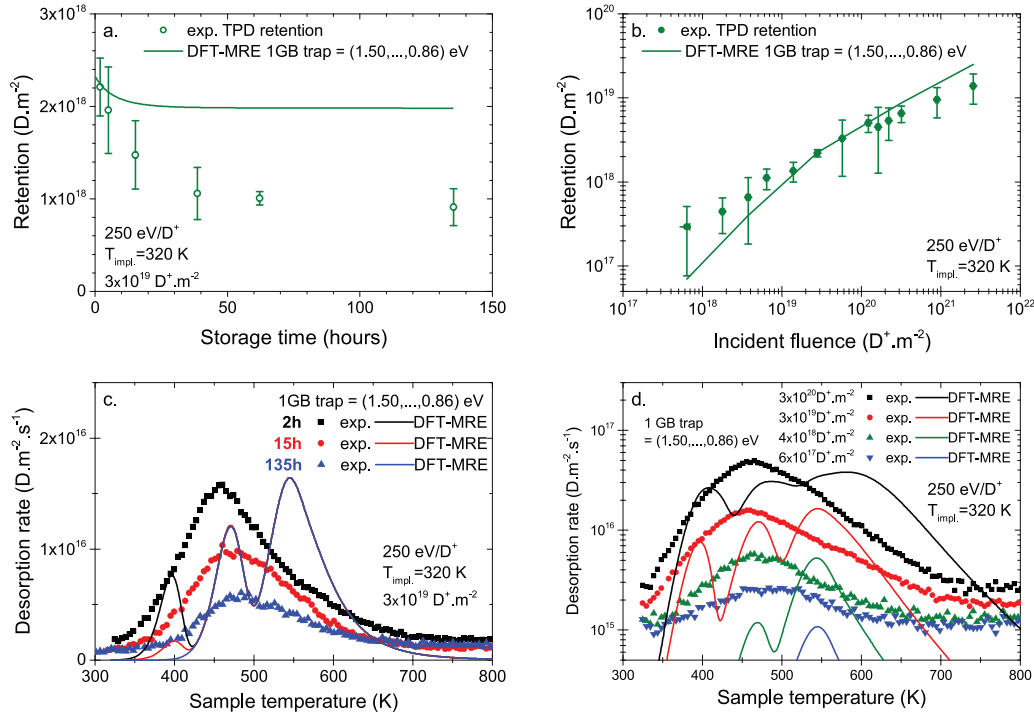 a.
exp. TPD retention
DFT-MRE 1GB trap = (1.50,...,0.86) eV
3x10^18
2x10^18
1x10^18
0
Retention (D.m^-2)
250 eV/D^+
T_impl.=320 K
3x10^19 D^+.m^-2
0 50 100 150
Storage time (hours)
b.
exp. TPD retention
DFT-MRE 1GB trap = (1.50,...,0.86) eV
10^20
10^19
10^18
10^17
Retention (D.m^-2)
250 eV/D^+
T_impl.=320 K
10^17 10^18 10^19 10^20 10^21 10^22
Incident fluence (D^+.m^-2)
c.
1GB trap = (1.50,...,0.86) eV
2h exp. DFT-MRE
15h exp. DFT-MRE
135h exp. DFT-MRE
2x10^16
1x10^16
0
Desorption rate (D.m^-2.s^-1)
250 eV/D^+
T_impl.=320 K
3x10^19 D^+.m^-2
300 400 500 600 700 800
Sample temperature (K)
d.
3x10^20D^+.m^-2 exp. DFT-MRE
3x10^19D^+.m^-2 exp. DFT-MRE
4x10^18D^+.m^-2 exp. DFT-MRE
6x10^17D^+.m^-2 exp. DFT-MRE
1 GB trap
= (1.50,...,0.86) eV
250 eV/D^+
T_impl.=320 K
10^17
10^16
10^15
Desorption rate (D.m^-2.s^-1)
300 400 500 600 700 800
Sample temperature (K)